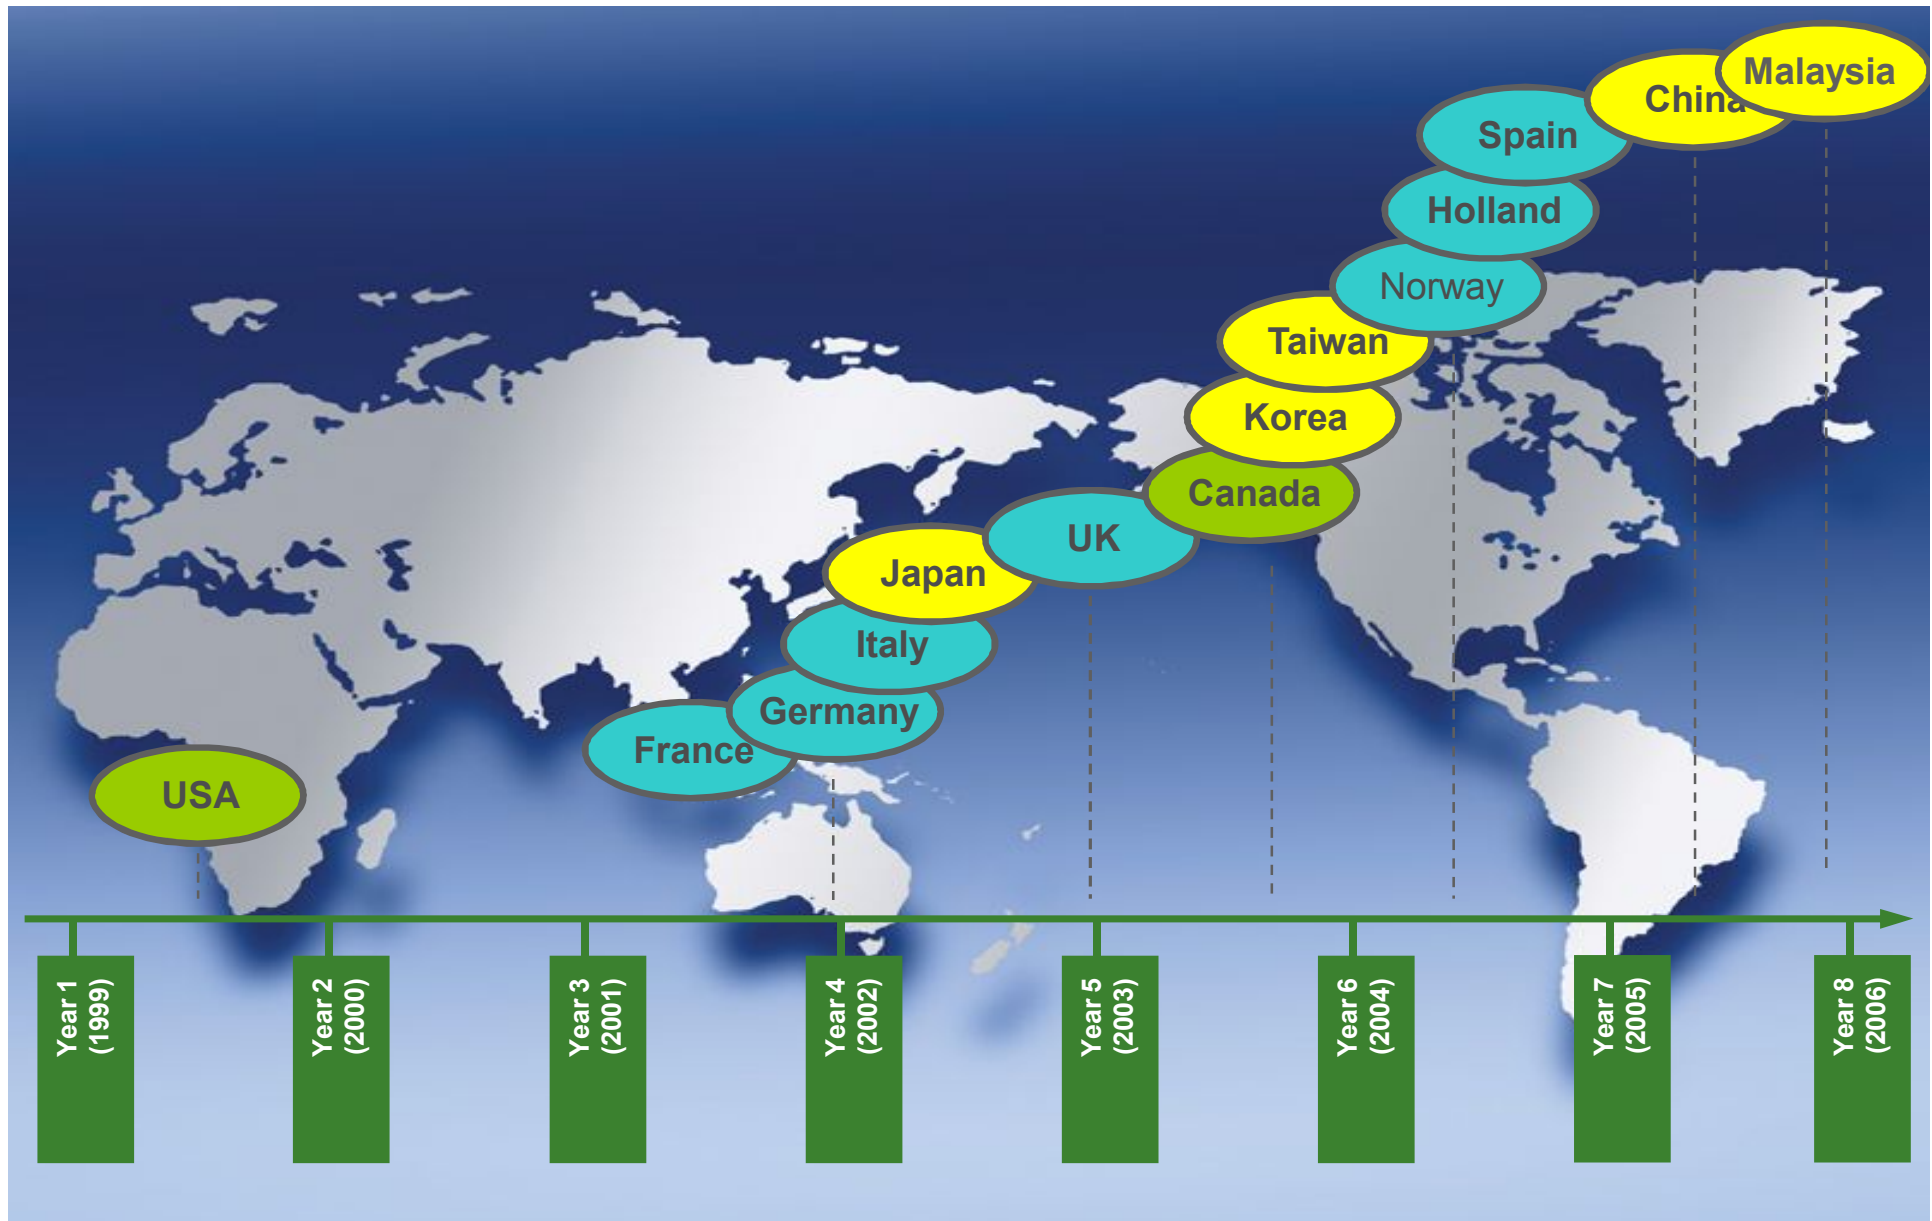 Malaysia
China
Spain
Holland
Norway
Taiwan
Korea
Canada
UK
Japan
Italy
Germany
France
USA
Year 1
(1999)
Year 2
(2000)
Year 3
(2001)
Year 4
(2002)
Year 5
(2003)
Year 6
(2004)
Year 7
(2005)
Year 8
(2006)